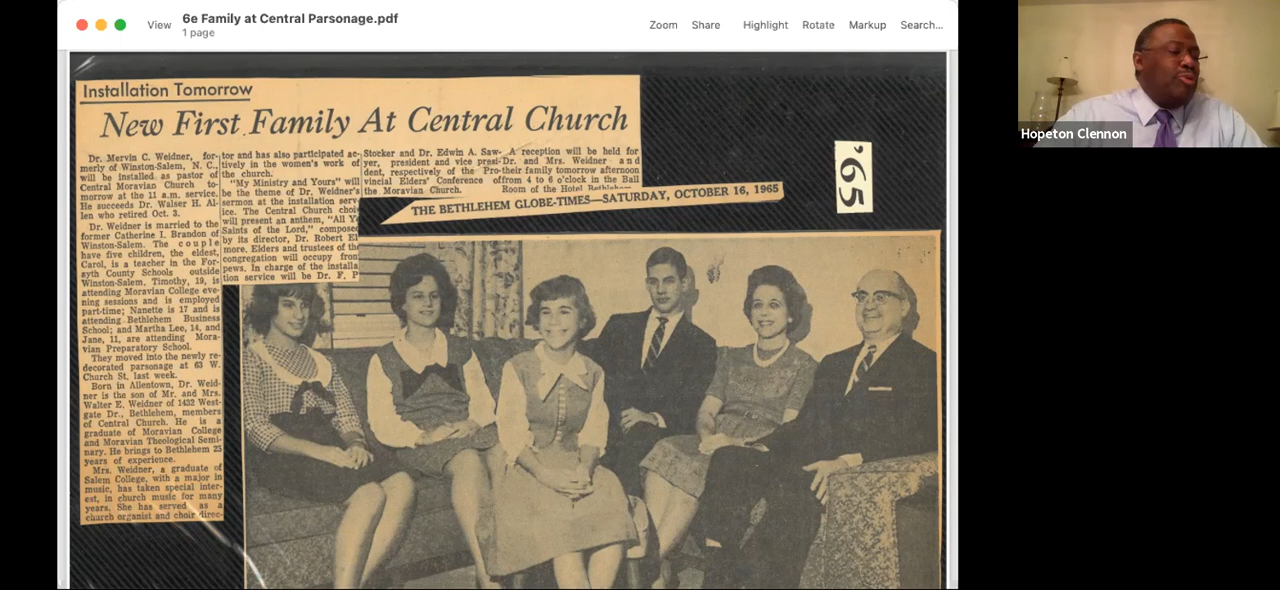 View
6e Family at Central Parsonage.pdf
1 page
Zoom
Share
Highlight
Rotate
Markup
Search...
Hopeton Clennon
Installation Tomorrow
New First Family At Central Church
Dr. Mervin C. Weidner, for-
merly of Winston-Salem, N. C.,
will be installed as pastor of
Central Moravian Church to-
morrow at the 11 a.m. service.
He succeeds Dr. Walser H. Al-
len who retired Oct. 3.
Dr. Weidner is married to the
former Catherine I. Brandon of
Winston-Salem. The couple
have five children, the eldest,
Carol, is a teacher in the For-
syth County Schools outside
Winston-Salem. Timothy, 19, is
attending Moravian College eve-
ning sessions and is employed
part-time; Nanette is 17 and is
attending Bethlehem Business
School; and Martha Lee, 14, and
Jane, 11, are attending Mora-
vian Preparatory School.
They moved into the newly re-
decorated parsonage at 63 W.
Church St. last week.
Born in Allentown, Dr. Weid-
ner is the son of Mr. and Mrs.
Walter E. Weidner of 1432 West-
gate Dr., Bethlehem, members
of Central Church. He is a
graduate of Moravian College
and Moravian Theological Semi-
nary. He brings to Bethlehem 25
years of experience.
Mrs. Weidner, a graduate of
Salem College, with a major in
music, has taken special inter-
est, in church music for many
years. She has served as a
church organist and choir direc-
tor and has also participated ac-
tively in the women's work of
the church.
"My Ministry and Yours" will
be the theme of Dr. Weidner's
sermon at the installation serv-
ice. The Central Church choir
will present an anthem, "All Ye
Saints of the Lord," composed
by its director, Dr. Robert El-
more. Elders and trustees of the
congregation will occupy front
pews. In charge of the installa-
tion service will be Dr. F. P.
Stocker and Dr. Edwin A. Saw-
yer, president and vice presi-
dent, respectively of the Pro-
vincial Elders' Conference of
the Moravian Church.
A reception will be held for
Dr. and Mrs. Weidner and
their family tomorrow afternoon
from 4 to 6 o'clock in the Ball
Room of the Hotel Bethlehem.
THE BETHLEHEM GLOBE-TIMES—SATURDAY, OCTOBER 16, 1965
'65